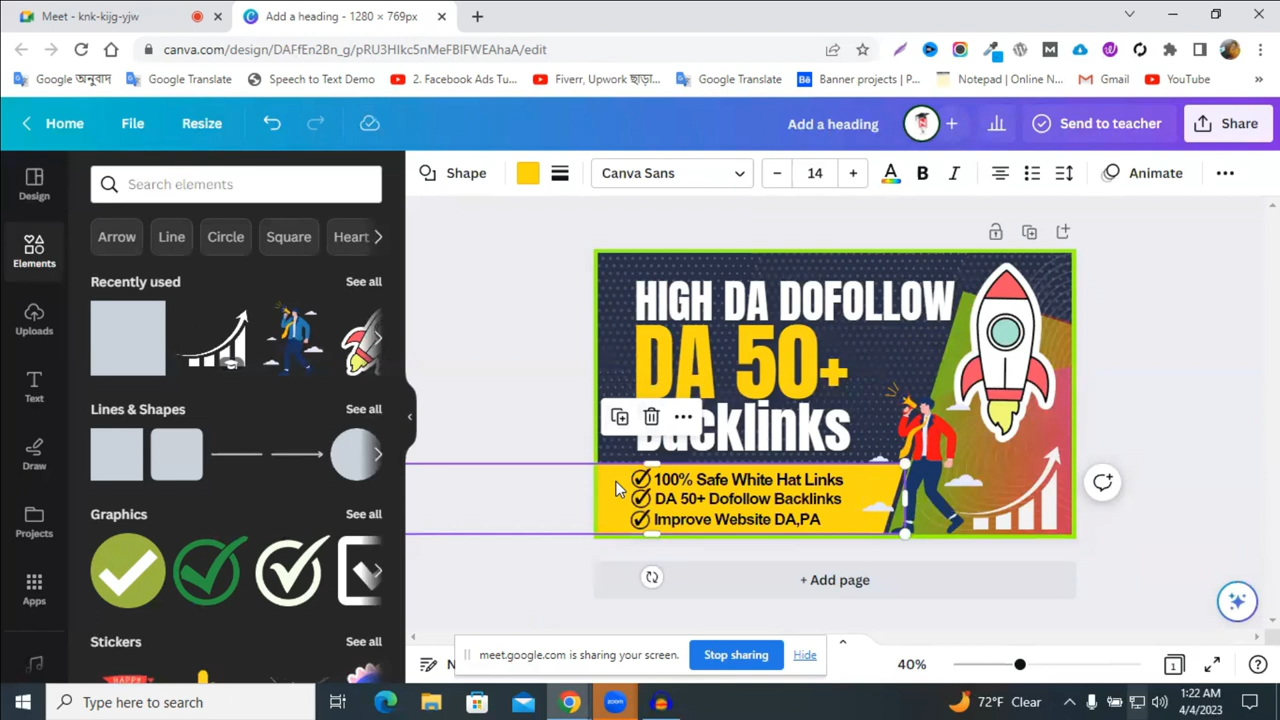 Meet - knk-kijg-yjw
Add a heading - 1280 × 769px
canva.com/design/DAFfEn2Bn_g/pRU3HIkc5nMeFBlFWEAhaA/edit
Google অনুবাদ
Google Translate
Speech to Text Demo
2. Facebook Ads Tu...
Fiverr, Upwork ছাড়া...
Google Translate
Banner projects | P...
Notepad | Online N...
Gmail
YouTube
Home
File
Resize
Add a heading
Send to teacher
Share
Design
Elements
Uploads
Text
Draw
Projects
Apps
Search elements
Arrow
Line
Circle
Square
Heart
Recently used
See all
Lines & Shapes
See all
Graphics
See all
Stickers
See all
Shape
Canva Sans
14
A
B
I
Animate
HIGH DA DOFOLLOW
DA 50+
Backlinks
100% Safe White Hat Links
DA 50+ Dofollow Backlinks
Improve Website DA,PA
+ Add page
meet.google.com is sharing your screen.
Stop sharing
Hide
40%
1
Type here to search
zoom
72°F Clear
1:22 AM
4/4/2023